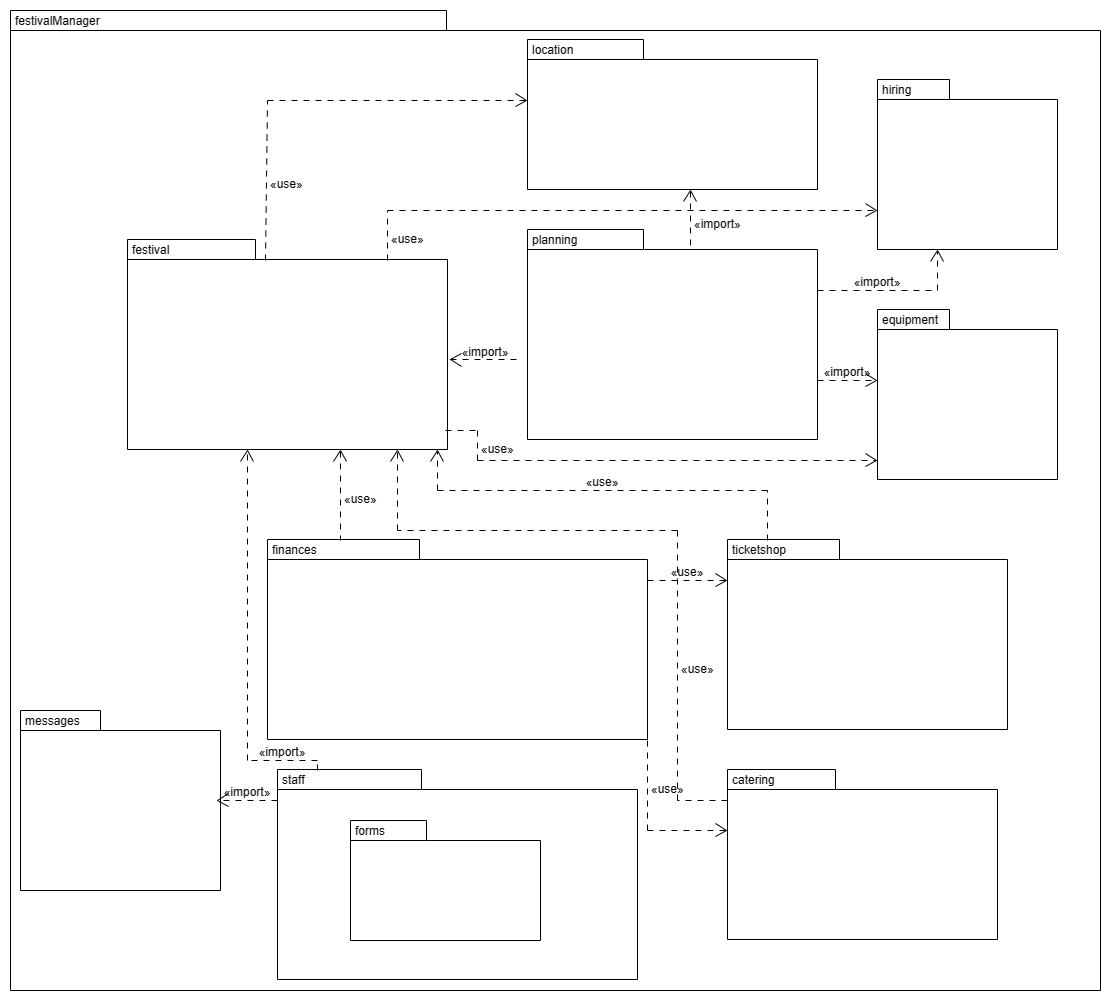 festivalManager
location
hiring
«use»
«import»
«use»
festival
planning
«import»
equipment
«import»
«import»
«use»
«use»
«use»
finances
ticketshop
«use»
«use»
messages
«import»
staff
catering
«import»
«use»
forms